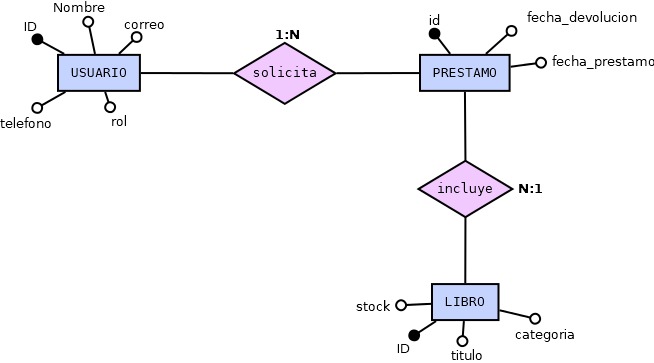 Nombre
ID
correo
USUARIO
telefono
rol
1:N
solicita
id
fecha_devolucion
fecha_prestamo
PRESTAMO
incluye
N:1
stock
LIBRO
ID
titulo
categoria